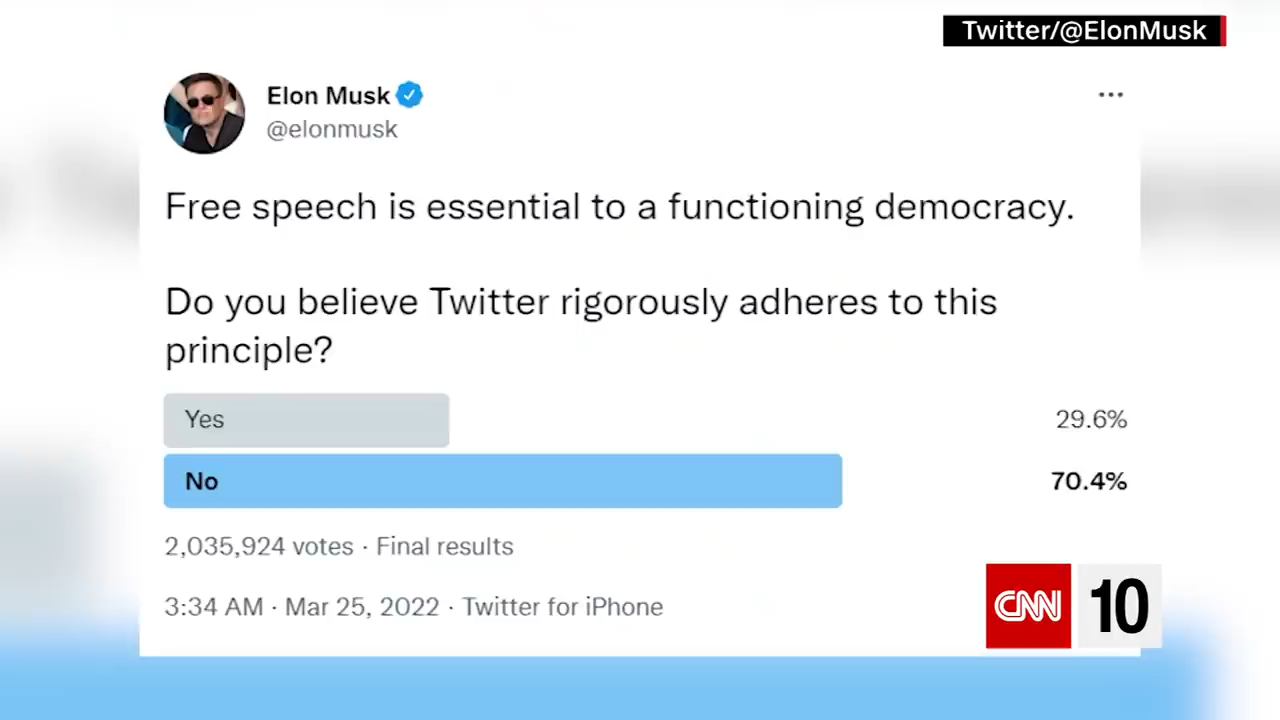 Twitter/@ElonMusk
Elon Musk
@elonmusk
Free speech is essential to a functioning democracy.
Do you believe Twitter rigorously adheres to this
principle?
Yes 29.6%
No 70.4%
2,035,924 votes · Final results
3:34 AM · Mar 25, 2022 · Twitter for iPhone
CNN 10